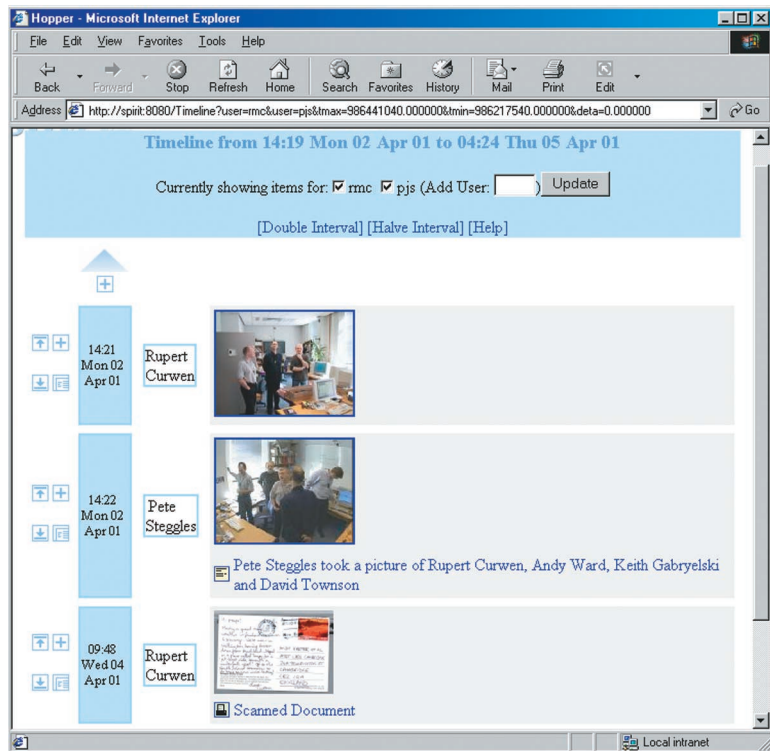 Hopper - Microsoft Internet Explorer
File Edit View Favorites Tools Help
Back Forward Stop Refresh Home Search Favorites History Mail Print Edit
Address http://spirit:8080/Timeline?user=rmc&user=pjs&tmax=986441040.000000&tmin=986217540.000000&deta=0.000000 Go
Timeline from 14:19 Mon 02 Apr 01 to 04:24 Thu 05 Apr 01
Currently showing items for: rmc pjs (Add User: ) Update
[Double Interval] [Halve Interval] [Help]
14:21
Mon 02
Apr 01
Rupert
Curwen
14:22
Mon 02
Apr 01
Pete
Steggles
Pete Steggles took a picture of Rupert Curwen, Andy Ward, Keith Gabryelski
and David Townson
09:48
Wed 04
Apr 01
Rupert
Curwen
Scanned Document
Local intranet